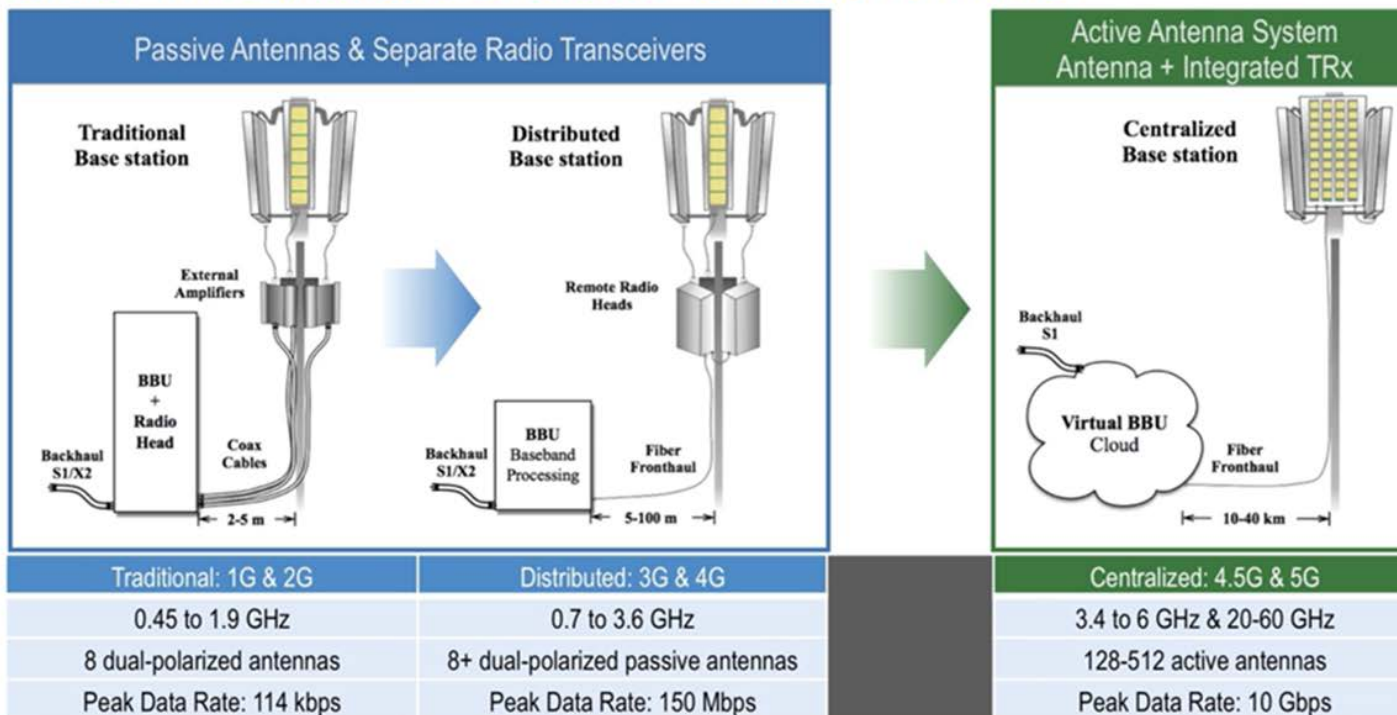 Passive Antennas & Separate Radio Transceivers
Traditional
Base station
External
Amplifiers
BBU
+
Radio
Head
Coax
Cables
Backhaul
S1/X2
2-5 m
Distributed
Base station
Remote Radio
Heads
BBU
Baseband
Processing
Fiber
Fronthaul
Backhaul
S1/X2
5-100 m
Active Antenna System
Antenna + Integrated TRx
Centralized
Base station
Backhaul
S1
Virtual BBU
Cloud
Fiber
Fronthaul
10-40 km
Traditional: 1G & 2G
Distributed: 3G & 4G
Centralized: 4.5G & 5G
0.45 to 1.9 GHz
0.7 to 3.6 GHz
3.4 to 6 GHz & 20-60 GHz
8 dual-polarized antennas
8+ dual-polarized passive antennas
128-512 active antennas
Peak Data Rate: 114 kbps
Peak Data Rate: 150 Mbps
Peak Data Rate: 10 Gbps